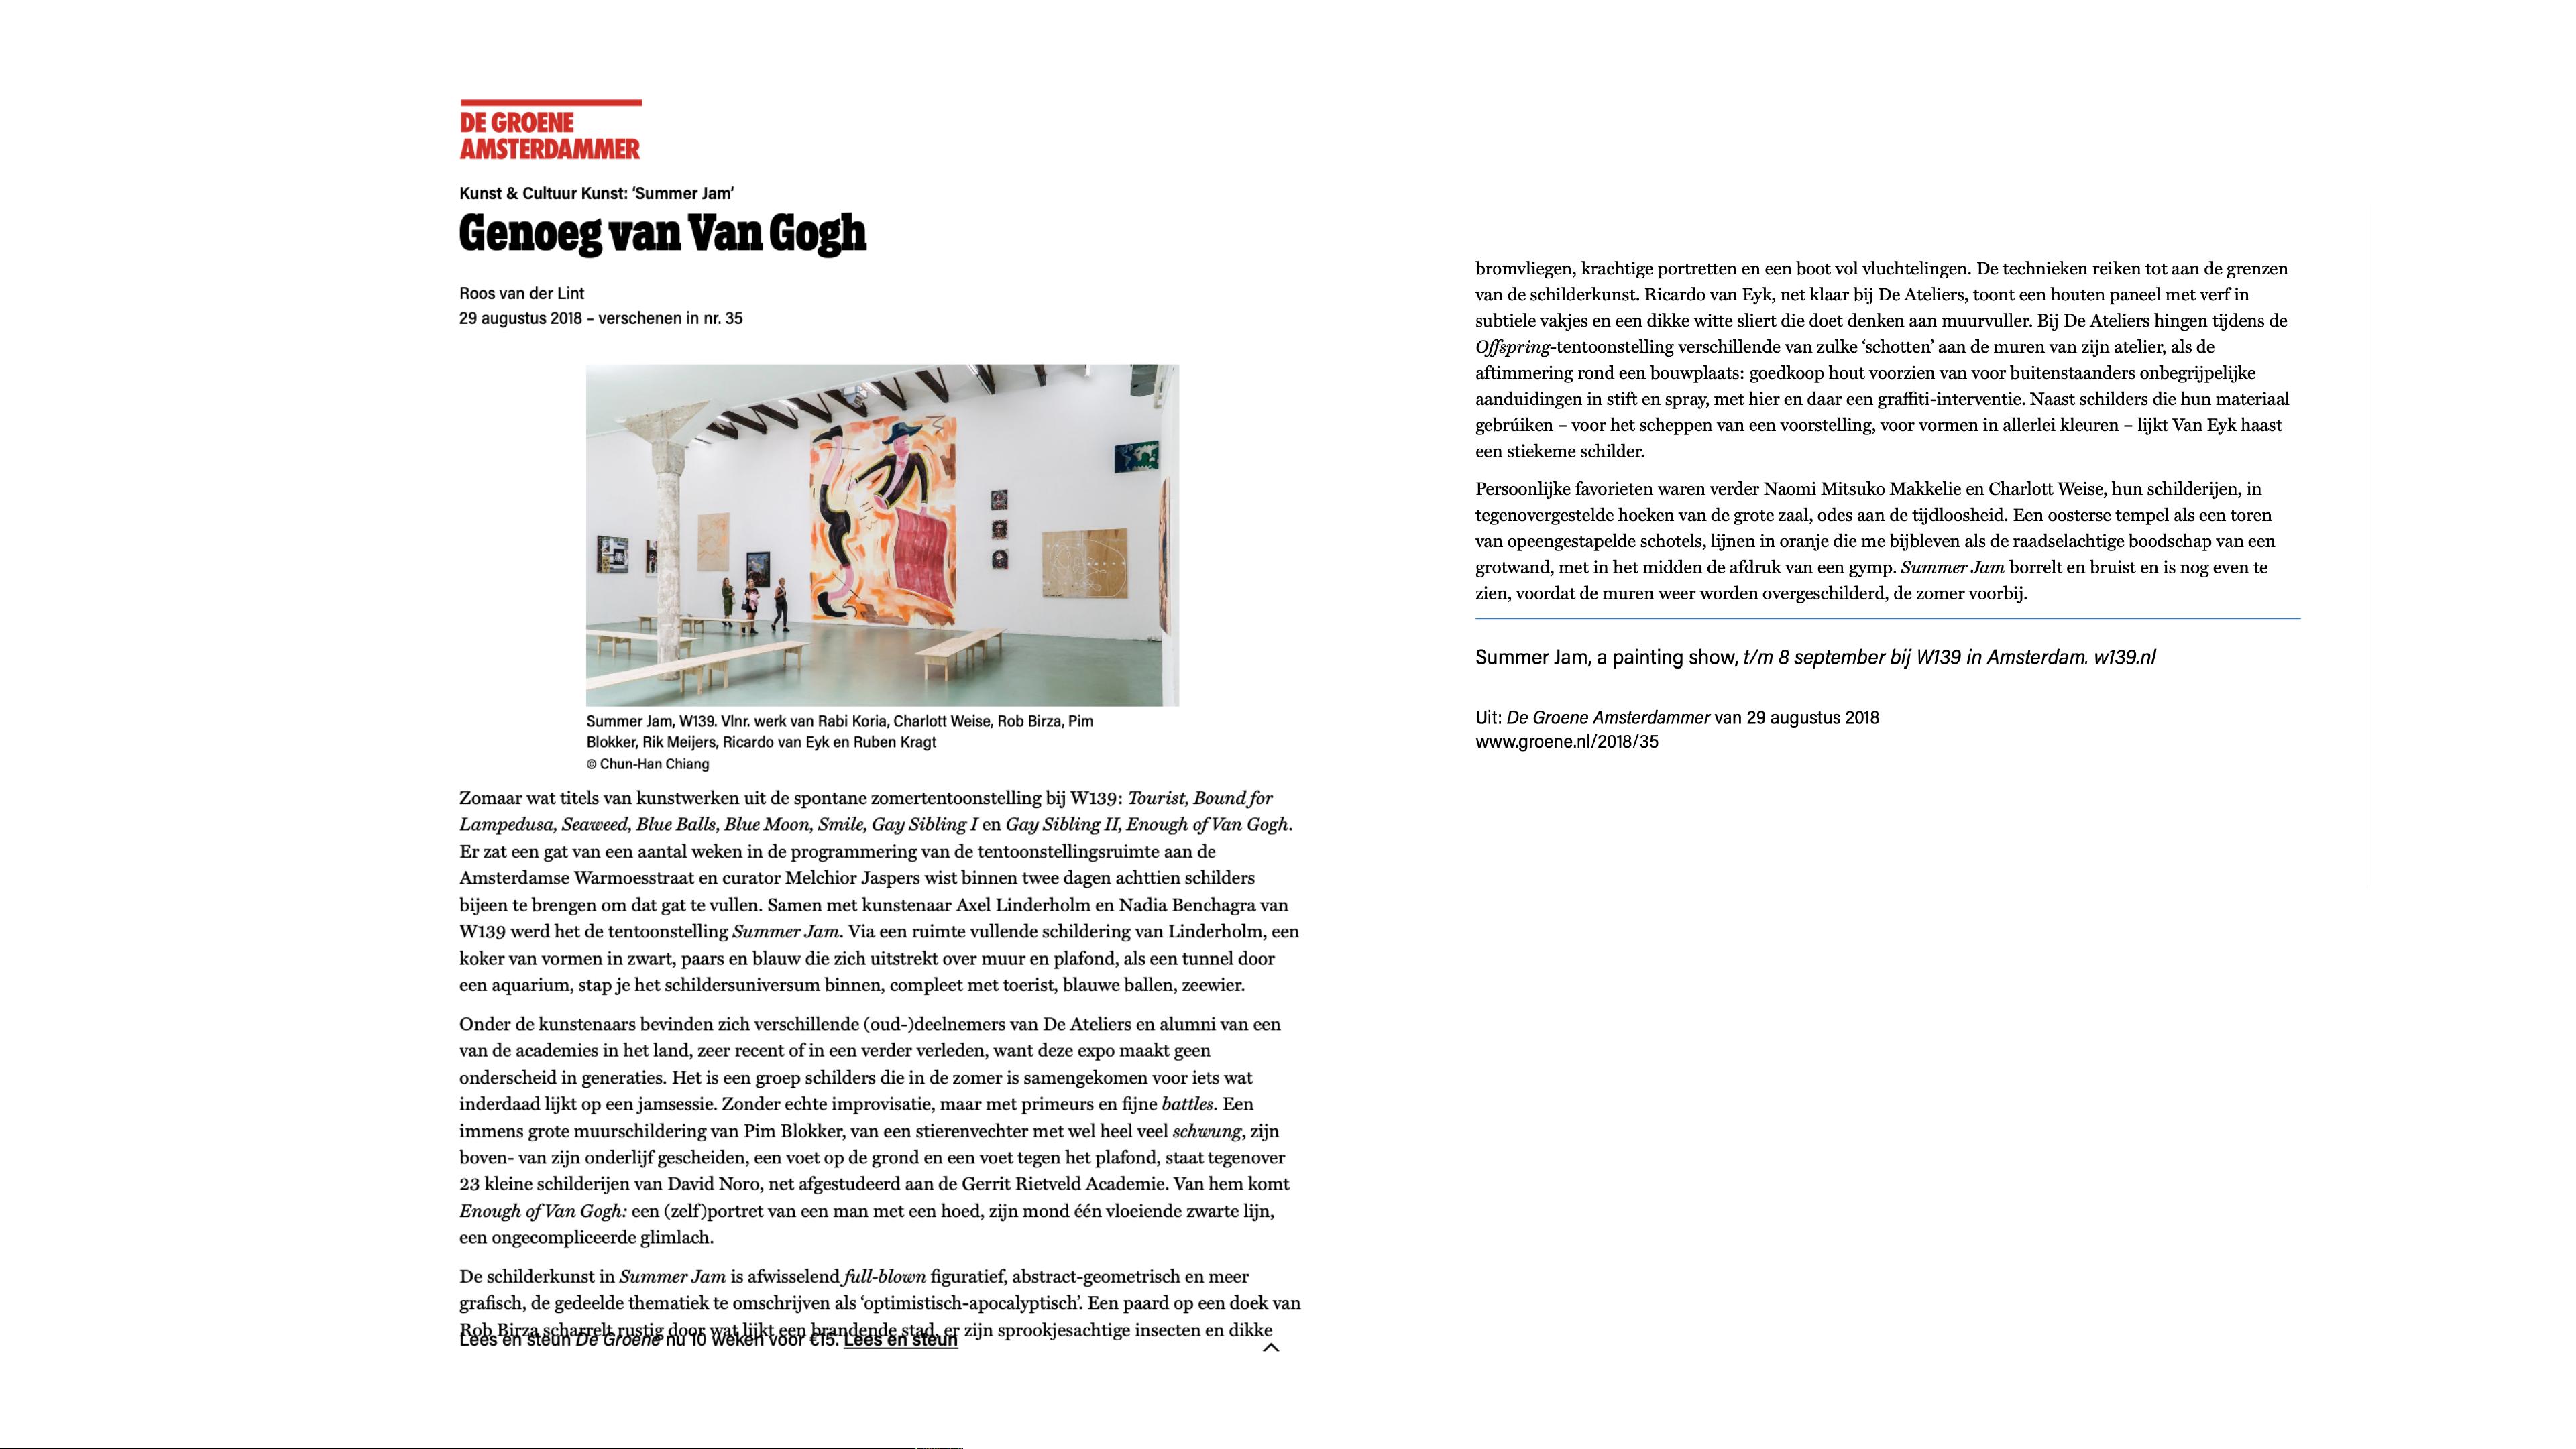 DE GROENE
AMSTERDAMMER
Kunst & Cultuur Kunst: ‘Summer Jam’
Genoeg van Van Gogh
Roos van der Lint
29 augustus 2018 – verschenen in nr. 35
Summer Jam, W139. Vlnr. werk van Rabi Koria, Charlott Weise, Rob Birza, Pim
Blokker, Rik Meijers, Ricardo van Eyk en Ruben Kragt
© Chun-Han Chiang
Zomaar wat titels van kunstwerken uit de spontane zomertentoonstelling bij W139: Tourist, Bound for
Lampedusa, Seaweed, Blue Balls, Blue Moon, Smile, Gay Sibling I en Gay Sibling II, Enough of Van Gogh.
Er zat een gat van een aantal weken in de programmering van de tentoonstellingsruimte aan de
Amsterdamse Warmoesstraat en curator Melchior Jaspers wist binnen twee dagen achttien schilders
bijeen te brengen om dat gat te vullen. Samen met kunstenaar Axel Linderholm en Nadia Benchagra van
W139 werd het de tentoonstelling Summer Jam. Via een ruimte vullende schildering van Linderholm, een
koker van vormen in zwart, paars en blauw die zich uitstrekt over muur en plafond, als een tunnel door
een aquarium, stap je het schildersuniversum binnen, compleet met toerist, blauwe ballen, zeewier.
Onder de kunstenaars bevinden zich verschillende (oud-)deelnemers van De Ateliers en alumni van een
van de academies in het land, zeer recent of in een verder verleden, want deze expo maakt geen
onderscheid in generaties. Het is een groep schilders die in de zomer is samengekomen voor iets wat
inderdaad lijkt op een jamsessie. Zonder echte improvisatie, maar met primeurs en fijne battles. Een
immens grote muurschildering van Pim Blokker, van een stierenvechter met wel heel veel schwung, zijn
boven- van zijn onderlijf gescheiden, een voet op de grond en een voet tegen het plafond, staat tegenover
23 kleine schilderijen van David Noro, net afgestudeerd aan de Gerrit Rietveld Academie. Van hem komt
Enough of Van Gogh: een (zelf)portret van een man met een hoed, zijn mond één vloeiende zwarte lijn,
een ongecompliceerde glimlach.
De schilderkunst in Summer Jam is afwisselend full-blown figuratief, abstract-geometrisch en meer
grafisch, de gedeelde thematiek te omschrijven als ‘optimistisch-apocalyptisch’. Een paard op een doek van
Rob Birza scharrelt rustig door wat lijkt een brandende stad, er zijn sprookjesachtige insecten en dikke
Lees en steun De Groene nu 10 weken voor €15. Lees en steun
bromvliegen, krachtige portretten en een boot vol vluchtelingen. De technieken reiken tot aan de grenzen
van de schilderkunst. Ricardo van Eyk, net klaar bij De Ateliers, toont een houten paneel met verf in
subtiele vakjes en een dikke witte sliert die doet denken aan muurvuller. Bij De Ateliers hingen tijdens de
Offspring-tentoonstelling verschillende van zulke ‘schotten’ aan de muren van zijn atelier, als de
aftimmering rond een bouwplaats: goedkoop hout voorzien van voor buitenstaanders onbegrijpelijke
aanduidingen in stift en spray, met hier en daar een graffiti-interventie. Naast schilders die hun materiaal
gebrúiken – voor het scheppen van een voorstelling, voor vormen in allerlei kleuren – lijkt Van Eyk haast
een stiekeme schilder.
Persoonlijke favorieten waren verder Naomi Mitsuko Makkelie en Charlott Weise, hun schilderijen, in
tegenovergestelde hoeken van de grote zaal, odes aan de tijdloosheid. Een oosterse tempel als een toren
van opeengestapelde schotels, lijnen in oranje die me bijbleven als de raadselachtige boodschap van een
grotwand, met in het midden de afdruk van een gymp. Summer Jam borrelt en bruist en is nog even te
zien, voordat de muren weer worden overgeschilderd, de zomer voorbij.
Summer Jam, a painting show, t/m 8 september bij W139 in Amsterdam. w139.nl
Uit: De Groene Amsterdammer van 29 augustus 2018
www.groene.nl/2018/35